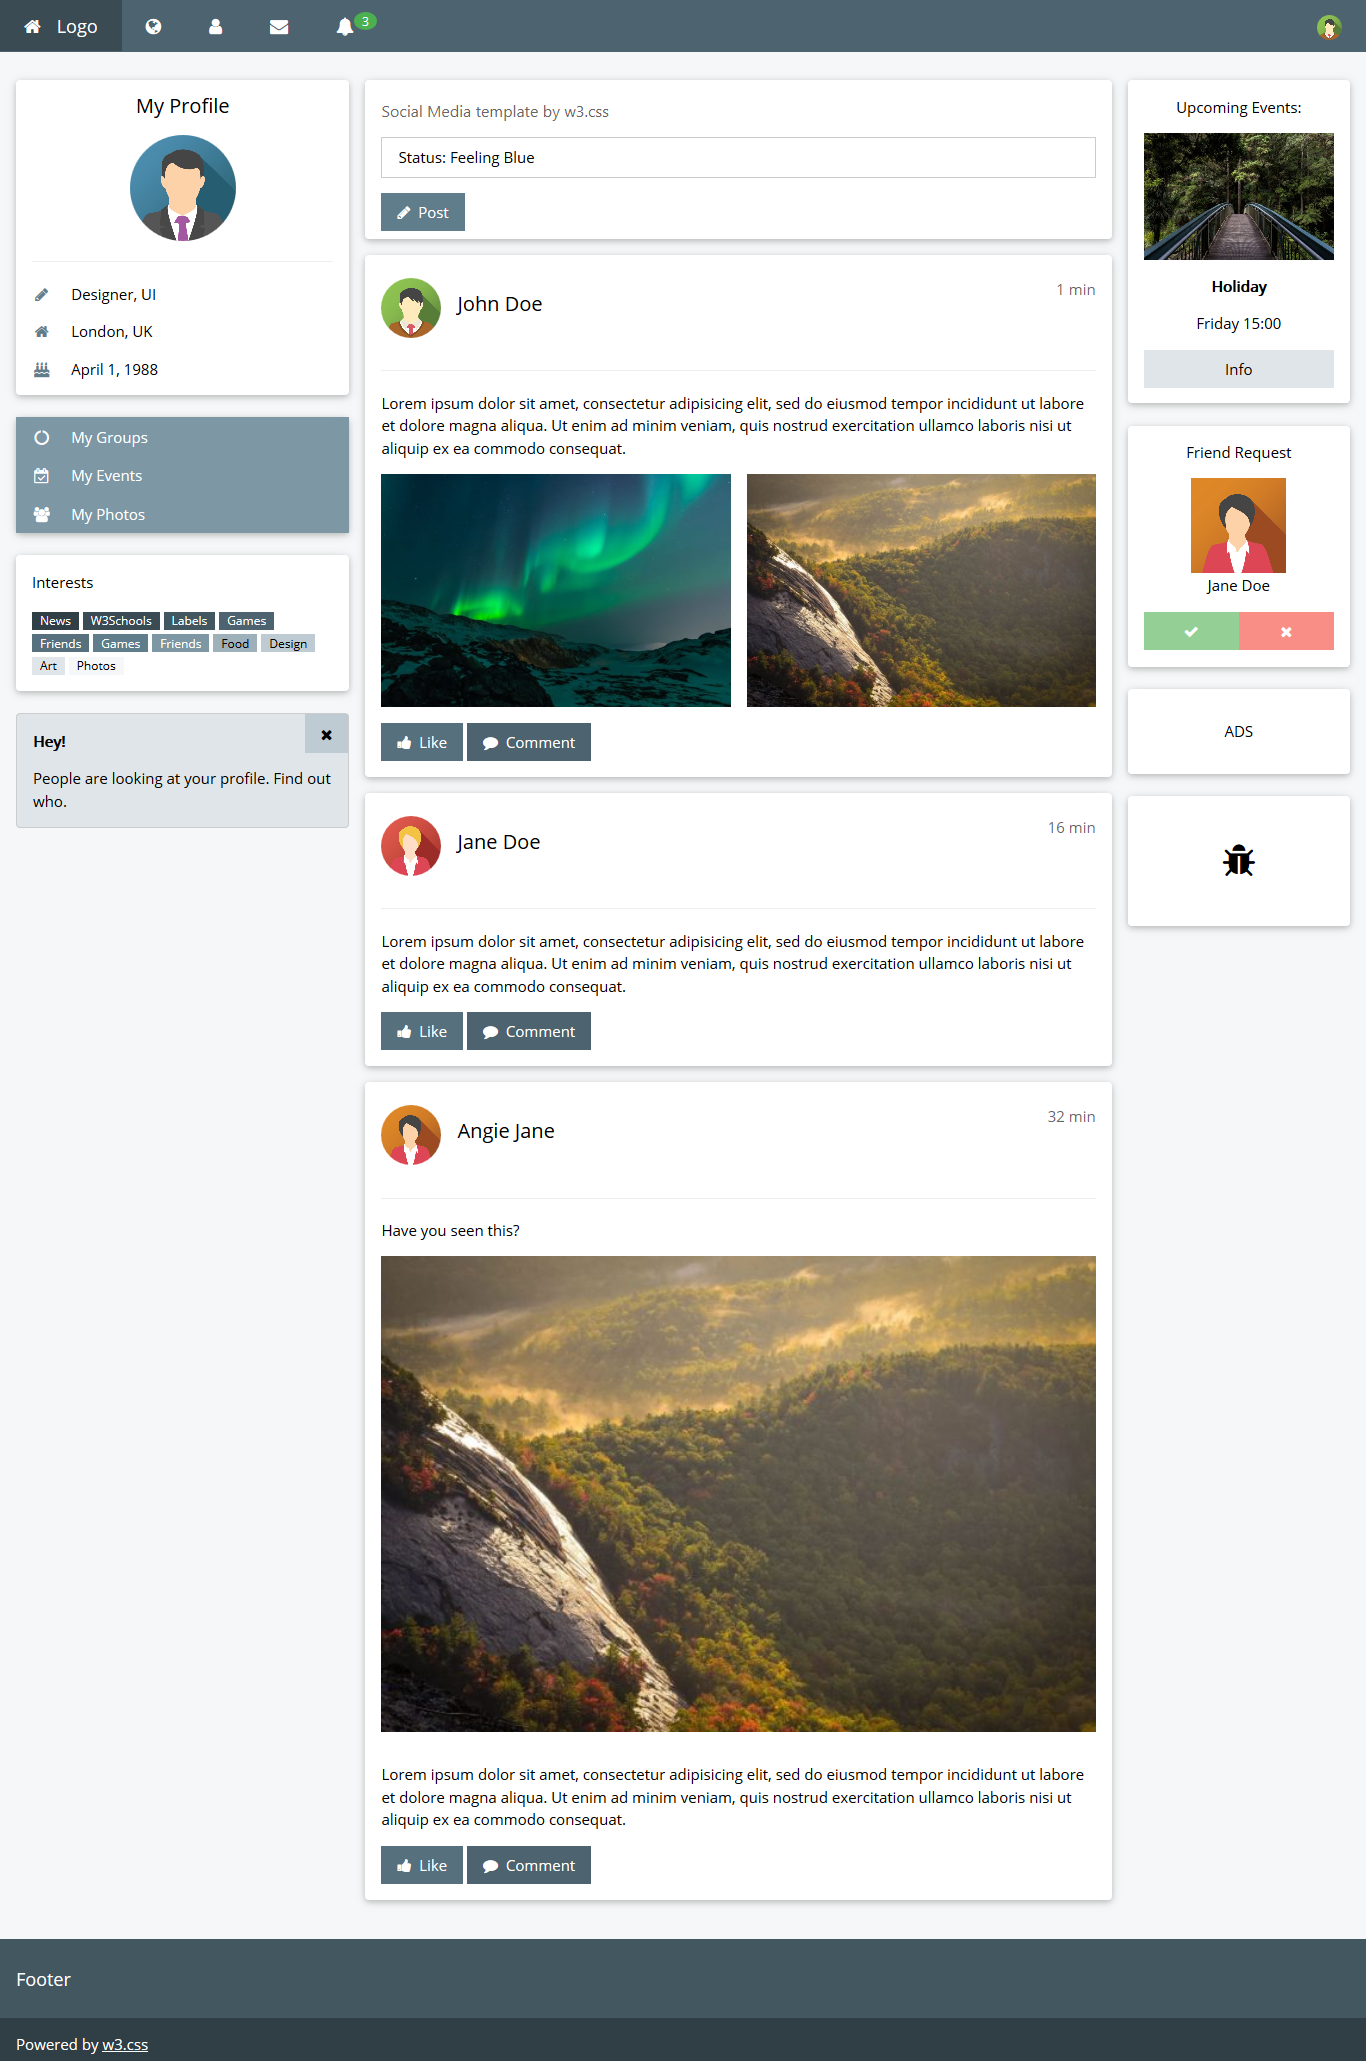 Logo
3
My Profile
Designer, UI
London, UK
April 1, 1988
My Groups
My Events
My Photos
Interests
News W3Schools Labels Games
Friends Games Friends Food Design
Art Photos
Hey!
People are looking at your profile. Find out
who.
Social Media template by w3.css
Status: Feeling Blue
Post
John Doe
1 min
Lorem ipsum dolor sit amet, consectetur adipisicing elit, sed do eiusmod tempor incididunt ut labore
et dolore magna aliqua. Ut enim ad minim veniam, quis nostrud exercitation ullamco laboris nisi ut
aliquip ex ea commodo consequat.
Like Comment
Jane Doe
16 min
Lorem ipsum dolor sit amet, consectetur adipisicing elit, sed do eiusmod tempor incididunt ut labore
et dolore magna aliqua. Ut enim ad minim veniam, quis nostrud exercitation ullamco laboris nisi ut
aliquip ex ea commodo consequat.
Like Comment
Angie Jane
32 min
Have you seen this?
Lorem ipsum dolor sit amet, consectetur adipisicing elit, sed do eiusmod tempor incididunt ut labore
et dolore magna aliqua. Ut enim ad minim veniam, quis nostrud exercitation ullamco laboris nisi ut
aliquip ex ea commodo consequat.
Like Comment
Upcoming Events:
Holiday
Friday 15:00
Info
Friend Request
Jane Doe
ADS
Footer
Powered by w3.css